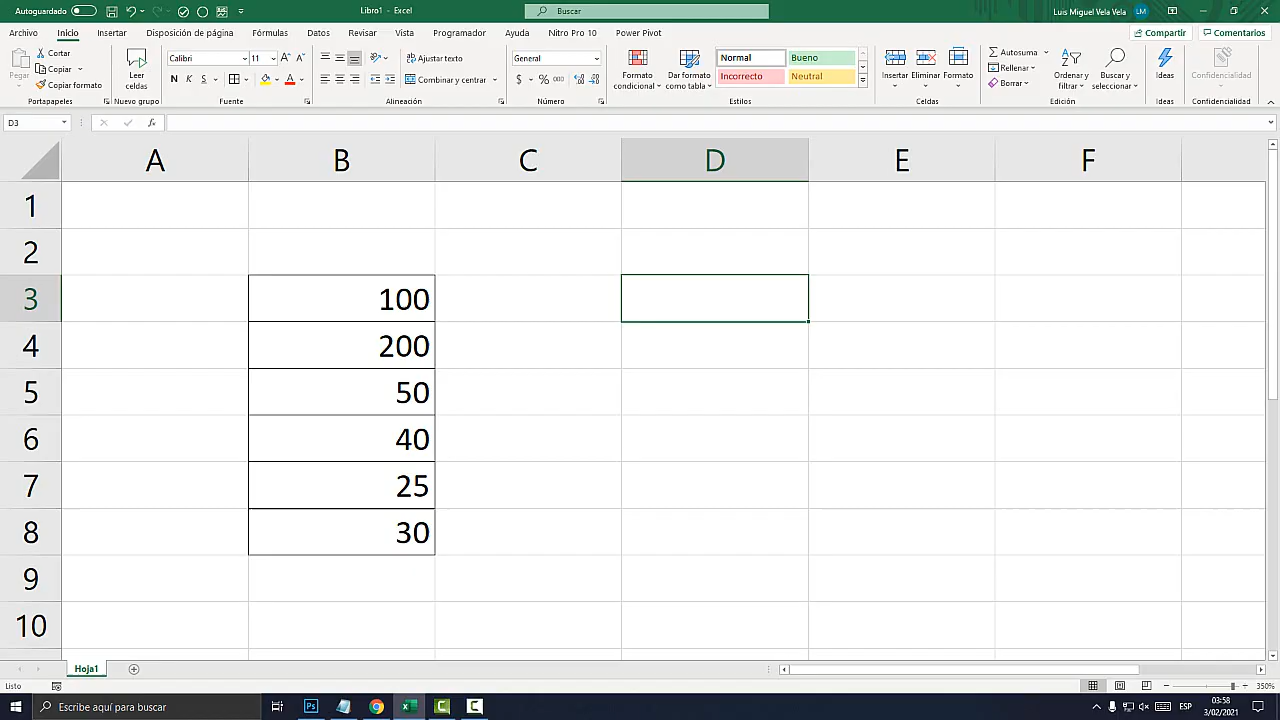 Autoguardado
Libro1 - Excel
Buscar
Luis Miguel Vela Vela
LM
Archivo Inicio Insertar Disposición de página Fórmulas Datos Revisar Vista Programador Ayuda Nitro Pro 10 Power Pivot
Compartir Comentarios
Pegar
Cortar
Copiar
Copiar formato
Portapapeles
Leer celdas
Nuevo grupo
Calibri 11
N K S
Fuente
Ajustar texto
Combinar y centrar
Alineación
General
$ % 000
Número
Formato condicional
Dar formato como tabla
Normal Bueno
Incorrecto Neutral
Estilos
Insertar Eliminar Formato
Celdas
Autosuma
Rellenar
Borrar
Ordenar y filtrar
Buscar y seleccionar
Edición
Ideas
Ideas
Confidencialidad
Confidencialidad
D3
fx
A B C D E F
1
2
3 100
4 200
5 50
6 40
7 25
8 30
9
10
Hoja1
Listo
350%
Escribe aquí para buscar
ESP
03:58
3/02/2021